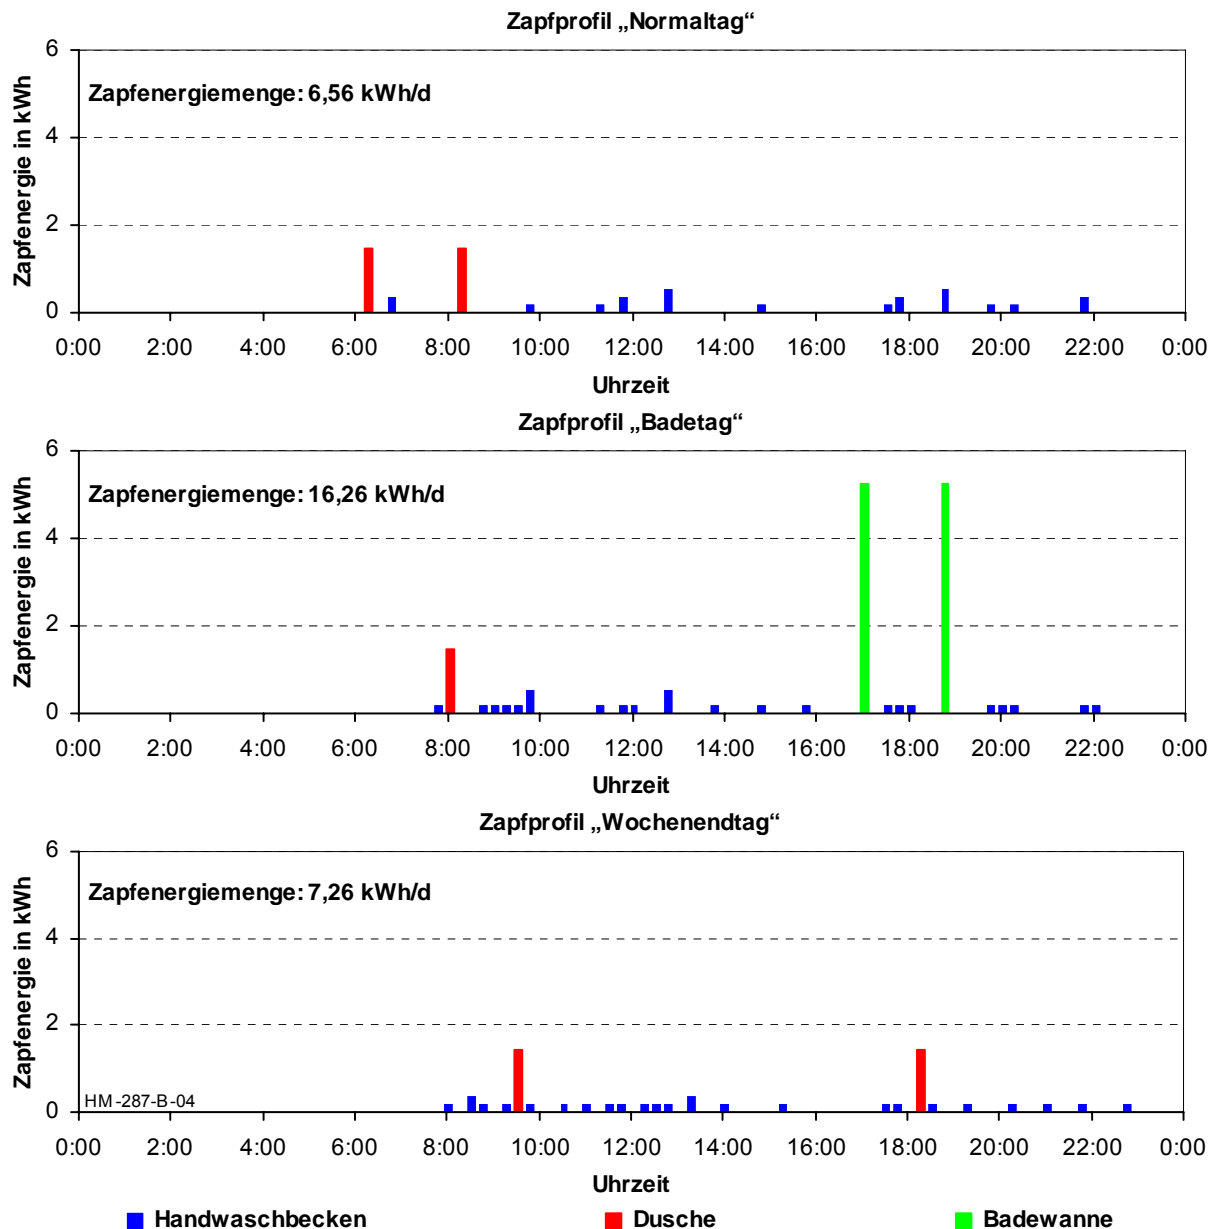 Zapfprofil „Normaltag“
Zapfenergie in kWh
6
4
2
0
Zapfenergiemenge: 6,56 kWh/d
0:00 2:00 4:00 6:00 8:00 10:00 12:00 14:00 16:00 18:00 20:00 22:00 0:00
Uhrzeit
Zapfprofil „Badetag“
Zapfenergie in kWh
6
4
2
0
Zapfenergiemenge: 16,26 kWh/d
0:00 2:00 4:00 6:00 8:00 10:00 12:00 14:00 16:00 18:00 20:00 22:00 0:00
Uhrzeit
Zapfprofil „Wochenendtag“
Zapfenergie in kWh
6
4
2
0
Zapfenergiemenge: 7,26 kWh/d
HM-287-B-04
0:00 2:00 4:00 6:00 8:00 10:00 12:00 14:00 16:00 18:00 20:00 22:00 0:00
Uhrzeit
Handwaschbecken Dusche Badewanne